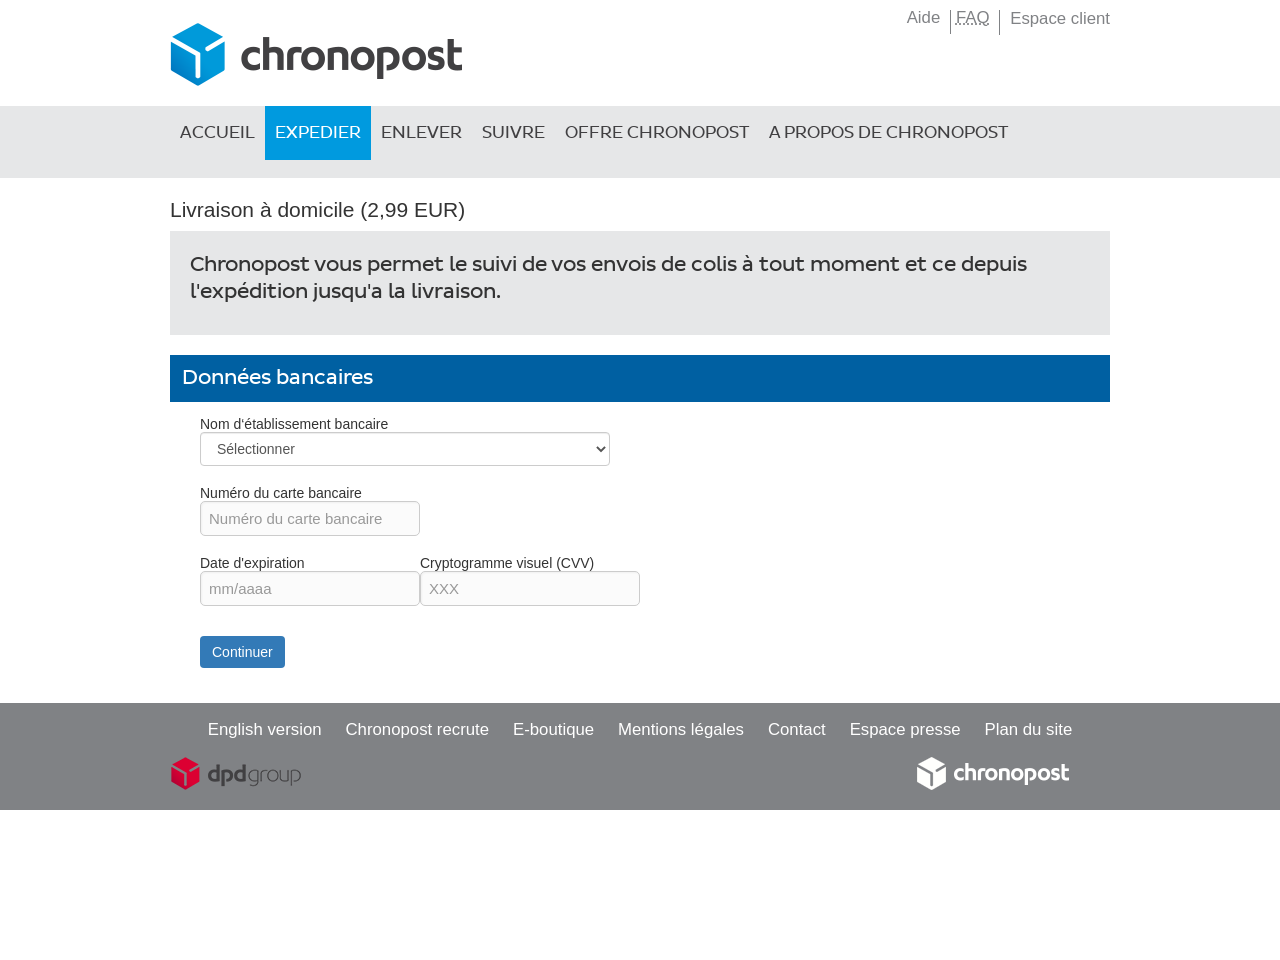 Aide
FAQ
Espace client
chronopost
ACCUEIL EXPEDIER ENLEVER SUIVRE OFFRE CHRONOPOST A PROPOS DE CHRONOPOST
Livraison à domicile (2,99 EUR)
Chronopost vous permet le suivi de vos envois de colis à tout moment et ce depuis
l'expédition jusqu'a la livraison.
Données bancaires
Nom d'établissement bancaire
Sélectionner
Numéro du carte bancaire
Numéro du carte bancaire
Date d'expiration Cryptogramme visuel (CVV)
mm/aaaa XXX
Continuer
English version Chronopost recrute E-boutique Mentions légales Contact Espace presse Plan du site
dpdgroup chronopost